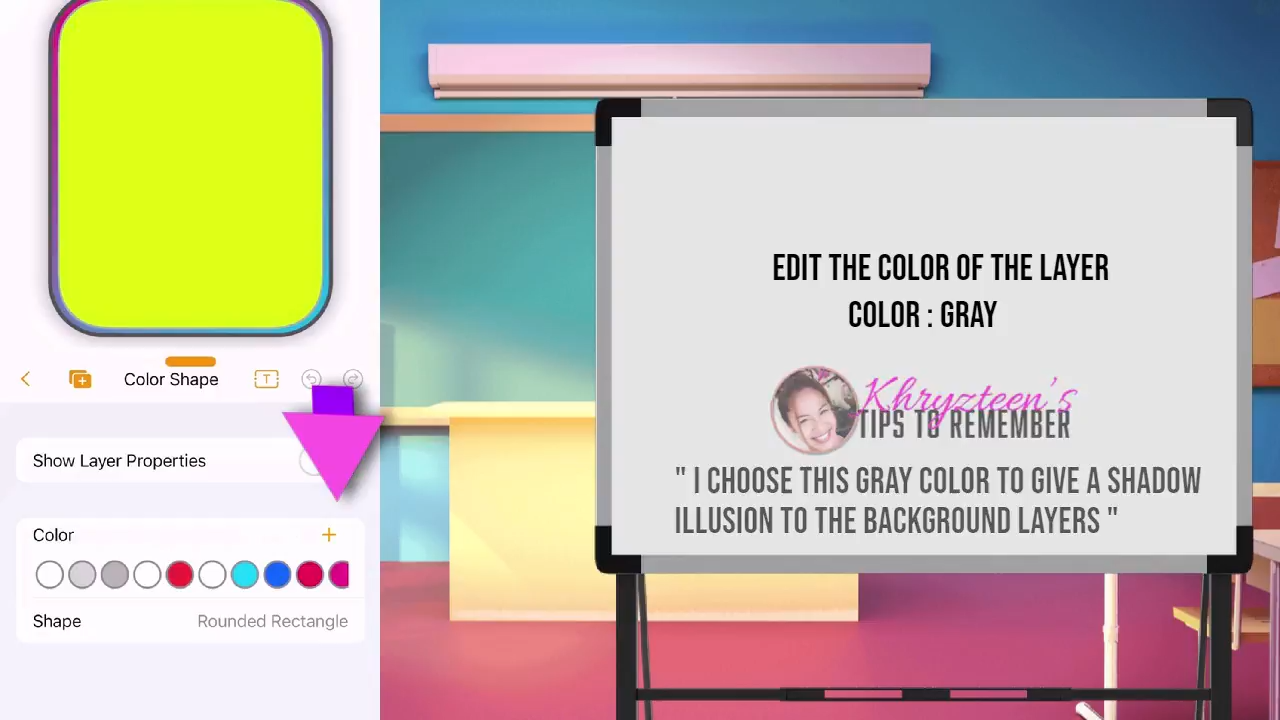 Color Shape
T
Show Layer Properties
Color
Shape Rounded Rectangle
EDIT THE COLOR OF THE LAYER
COLOR : GRAY
Khryzteen's
TIPS TO REMEMBER
" I CHOOSE THIS GRAY COLOR TO GIVE A SHADOW
ILLUSION TO THE BACKGROUND LAYERS "